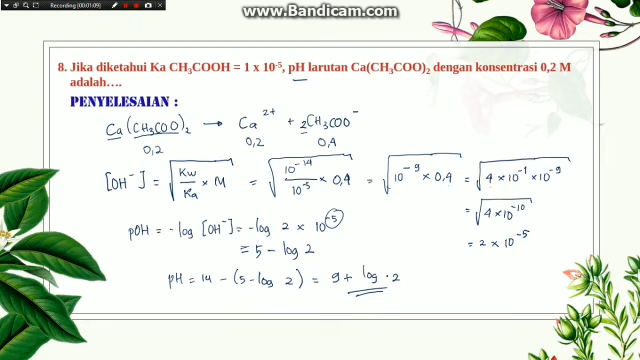 Recording [00:01:09]
www.Bandicam.com
8. Jika diketahui Ka CH₃COOH = 1 x 10⁻⁵, pH larutan Ca(CH₃COO)₂ dengan konsentrasi 0,2 M
adalah….
PENYELESAIAN :
Ca(CH₃COO)₂ → Ca²⁺ + 2CH₃COO⁻
0,2 0,2 0,4
[OH⁻] = √(Kw/Ka × M) = √(10⁻¹⁴/10⁻⁵ × 0,4) = √(10⁻⁹ × 0,4) = √(4 × 10⁻¹ × 10⁻⁹)
= √(4 × 10⁻¹⁰)
= 2 × 10⁻⁵
pOH = -log [OH⁻] = -log 2 × 10⁻⁵
= 5 - log 2
pH = 14 - (5 - log 2) = 9 + log · 2